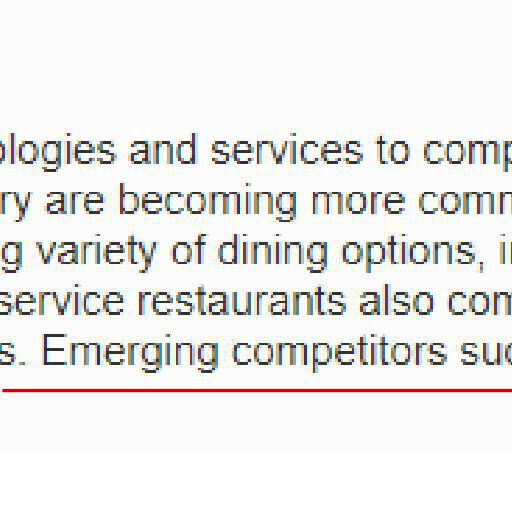 ologies and services to comp
ry are becoming more comm
g variety of dining options, i
service restaurants also com
s. Emerging competitors suc